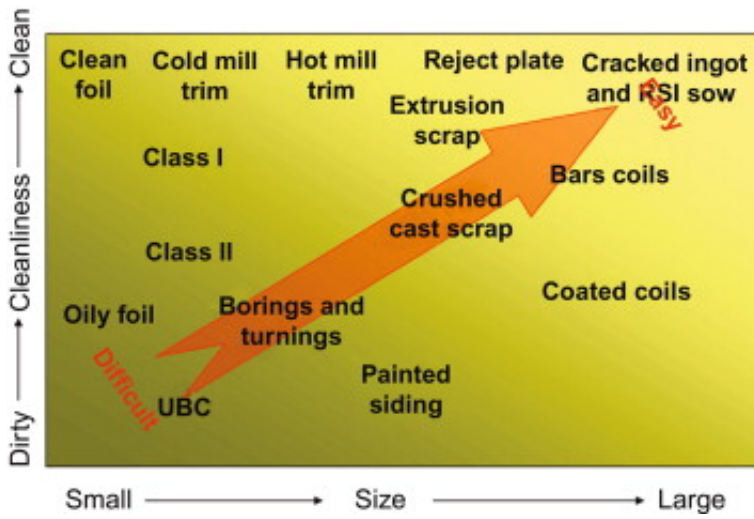 Clean
Cleanliness
Dirty
Clean
foil
Cold mill
trim
Hot mill
trim
Reject plate
Cracked ingot
and RSI sow
Easy
Extrusion
scrap
Class I
Bars coils
Crushed
cast scrap
Class II
Coated coils
Oily foil
Borings and
turnings
Difficult
UBC
Painted
siding
Small
Size
Large